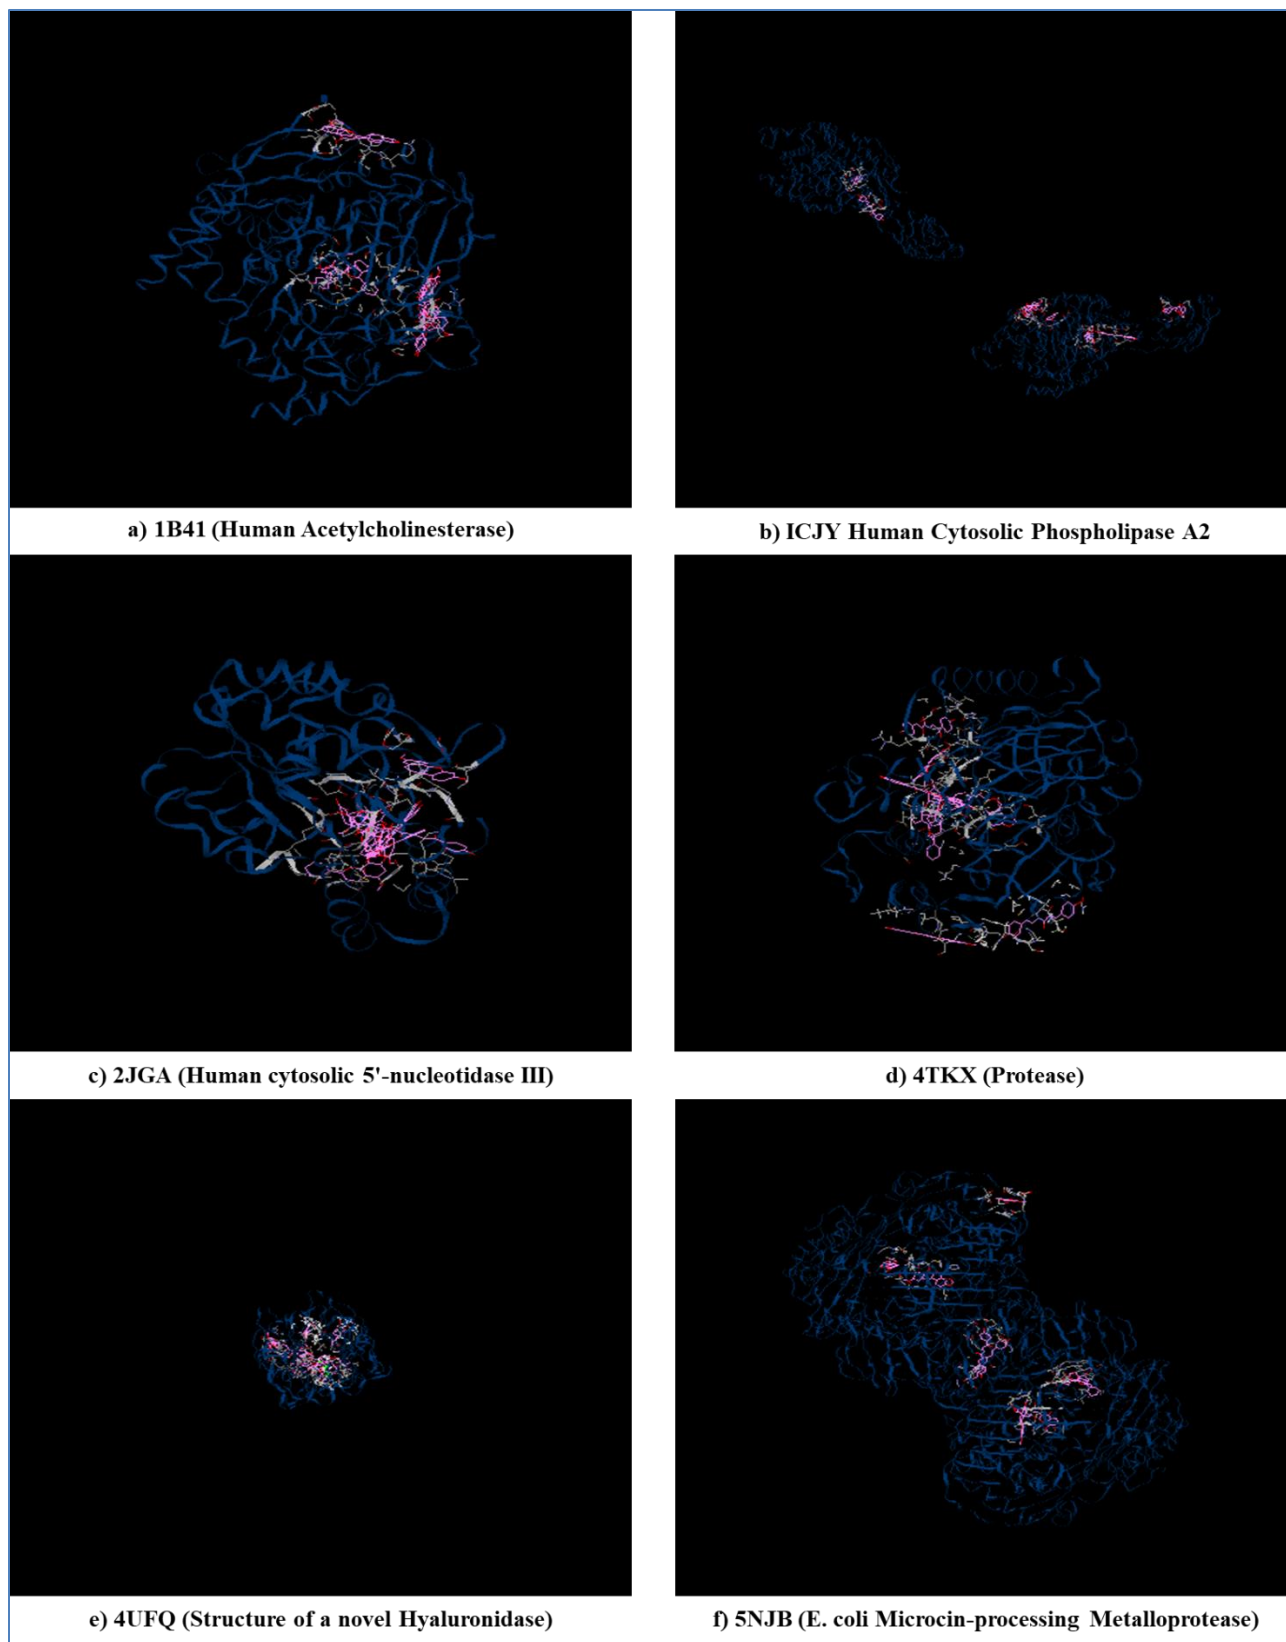 a) 1B41 (Human Acetylcholinesterase)
b) ICJY Human Cytosolic Phospholipase A2
c) 2JGA (Human cytosolic 5'-nucleotidase III)
d) 4TKX (Protease)
e) 4UFQ (Structure of a novel Hyaluronidase)
f) 5NJB (E. coli Microcin-processing Metalloprotease)